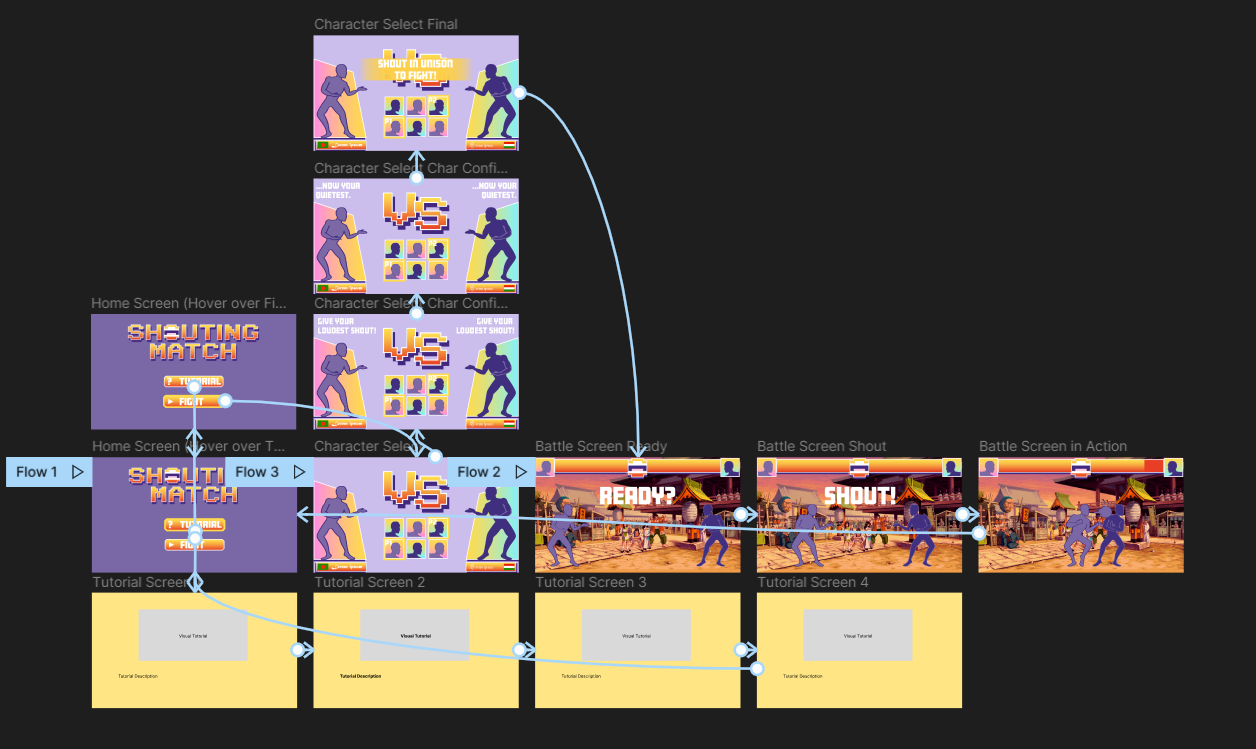 Character Select Final
SHOUT IN UNISON
TO FIGHT!
Character Select Char Confi...
...NOW YOUR
QUIETEST.
...NOW YOUR
QUIETEST.
VS
Home Screen (Hover over Fi...
Character Select Char Confi...
SHOUTING
MATCH
? TUTORIAL
FIGHT
GIVE YOUR
LOUDEST SHOUT!
GIVE YOUR
LOUDEST SHOUT!
VS
Home Screen (Hover over T...
Battle Screen Ready
Battle Screen Shout
Battle Screen in Action
Flow 1
Flow 3
Flow 2
MATCH
? TUTORIAL
FIGHT
VS
READY?
SHOUT!
Tutorial Screen
Tutorial Screen 2
Tutorial Screen 3
Tutorial Screen 4
Visual Tutorial
Visual Tutorial
Visual Tutorial
Visual Tutorial
Tutorial Description
Tutorial Description
Tutorial Description
Tutorial Description